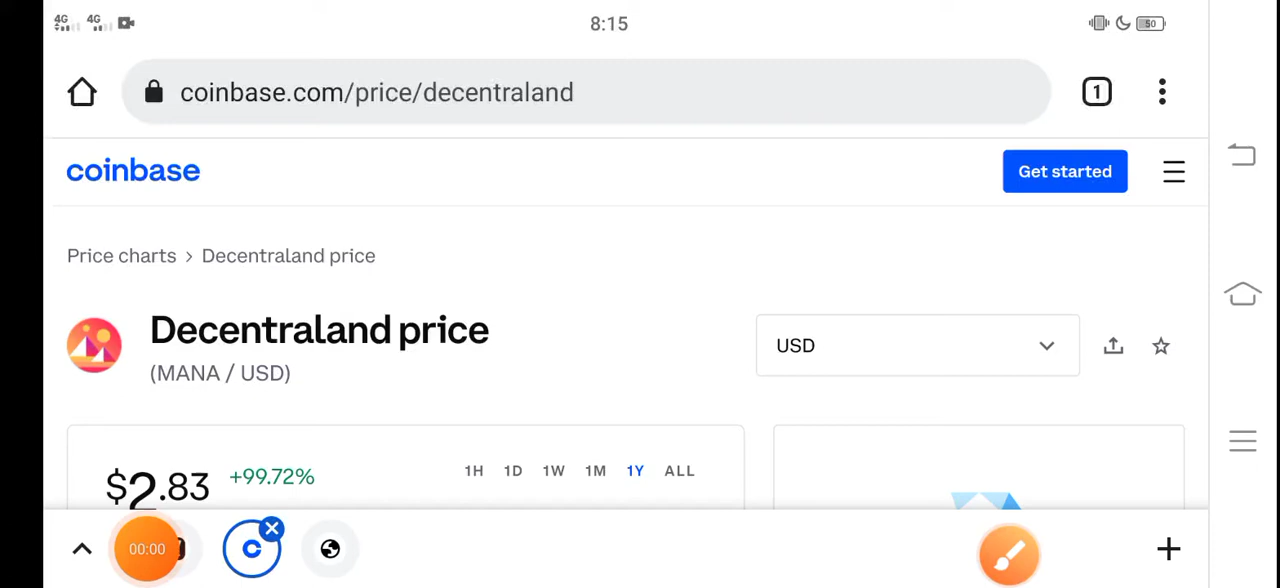 4G 4G 8:15 50
coinbase.com/price/decentraland 1
coinbase Get started
Price charts > Decentraland price
Decentraland price
(MANA / USD)
USD
$2.83 +99.72% 1H 1D 1W 1M 1Y ALL
00:00